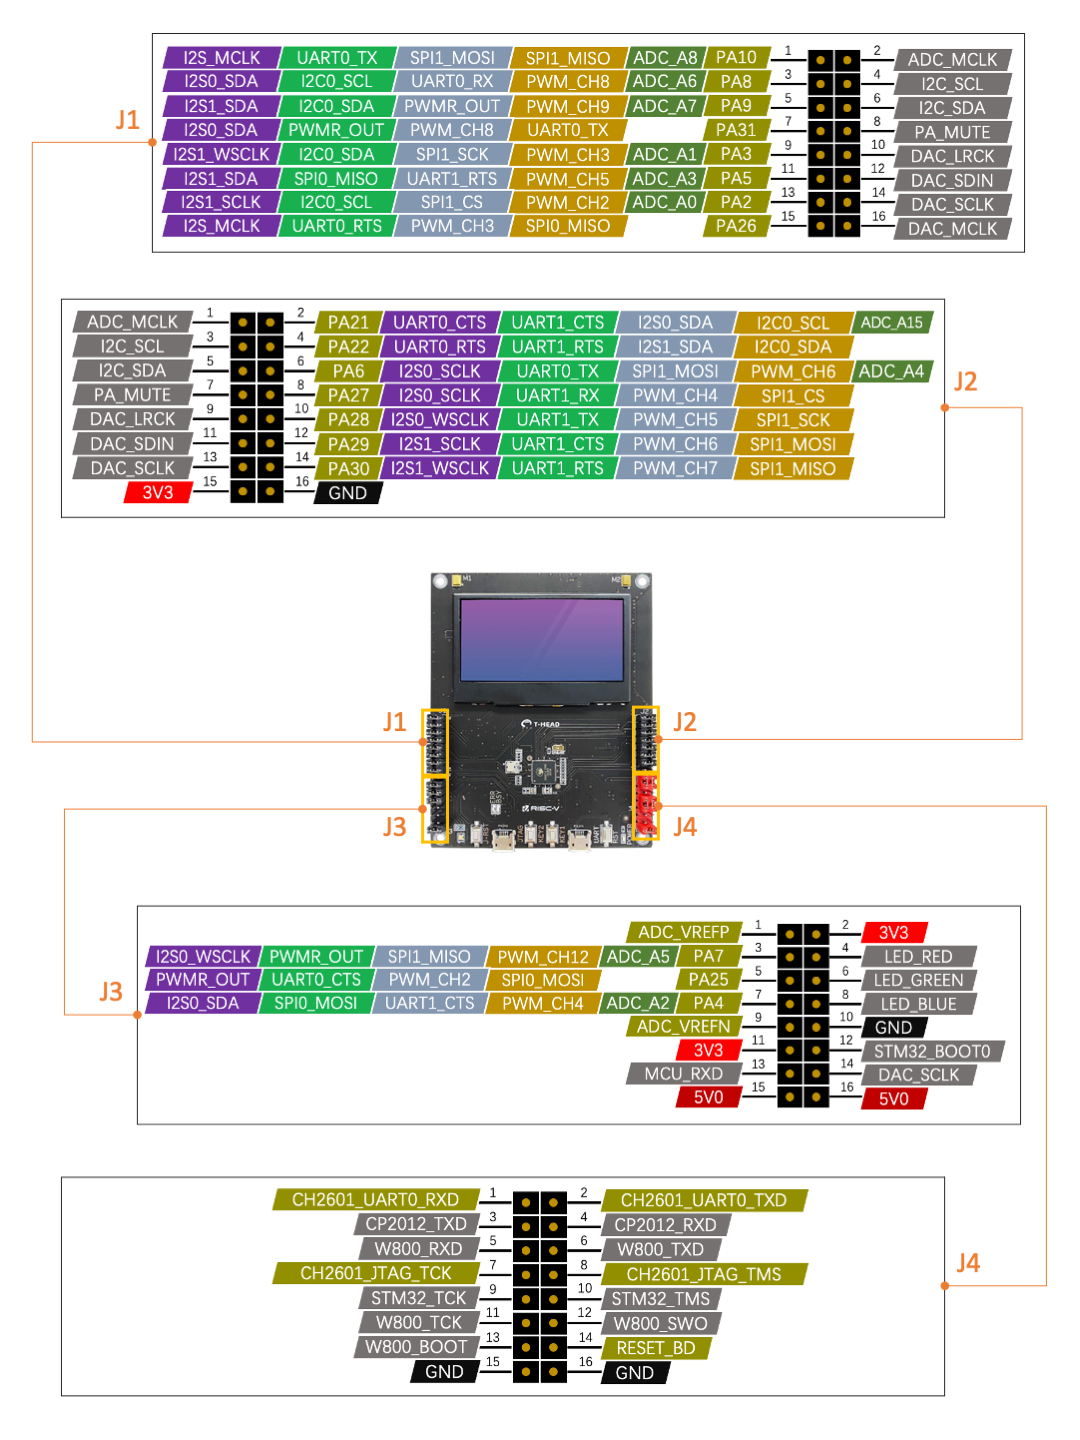 J1
I2S_MCLK UART0_TX SPI1_MOSI SPI1_MISO ADC_A8 PA10 1 2 ADC_MCLK
I2S0_SDA I2C0_SCL UART0_RX PWM_CH8 ADC_A6 PA8 3 4 I2C_SCL
I2S1_SDA I2C0_SDA PWMR_OUT PWM_CH9 ADC_A7 PA9 5 6 I2C_SDA
I2S0_SDA PWMR_OUT PWM_CH8 UART0_TX PA31 7 8 PA_MUTE
I2S1_WSCLK I2C0_SDA SPI1_SCK PWM_CH3 ADC_A1 PA3 9 10 DAC_LRCK
I2S1_SDA SPI0_MISO UART1_RTS PWM_CH5 ADC_A3 PA5 11 12 DAC_SDIN
I2S1_SCLK I2C0_SCL SPI1_CS PWM_CH2 ADC_A0 PA2 13 14 DAC_SCLK
I2S_MCLK UART0_RTS PWM_CH3 SPI0_MISO PA26 15 16 DAC_MCLK
J2
ADC_MCLK 1 2 PA21 UART0_CTS UART1_CTS I2S0_SDA I2C0_SCL ADC_A15
I2C_SCL 3 4 PA22 UART0_RTS UART1_RTS I2S1_SDA I2C0_SDA
I2C_SDA 5 6 PA6 I2S0_SCLK UART0_TX SPI1_MOSI PWM_CH6 ADC_A4
PA_MUTE 7 8 PA27 I2S0_SCLK UART1_RX PWM_CH4 SPI1_CS
DAC_LRCK 9 10 PA28 I2S0_WSCLK UART1_TX PWM_CH5 SPI1_SCK
DAC_SDIN 11 12 PA29 I2S1_SCLK UART1_CTS PWM_CH6 SPI1_MOSI
DAC_SCLK 13 14 PA30 I2S1_WSCLK UART1_RTS PWM_CH7 SPI1_MISO
3V3 15 16 GND
M1 M2
J1 J2
T-HEAD
RISC-V
J3 J4
J-RST JTAG KEY2 KEY1 UART RST
J3
ADC_VREFP 1 2 3V3
I2S0_WSCLK PWMR_OUT SPI1_MISO PWM_CH12 ADC_A5 PA7 3 4 LED_RED
PWMR_OUT UART0_CTS PWM_CH2 SPI0_MOSI PA25 5 6 LED_GREEN
I2S0_SDA SPI0_MOSI UART1_CTS PWM_CH4 ADC_A2 PA4 7 8 LED_BLUE
ADC_VREFN 9 10 GND
3V3 11 12 STM32_BOOT0
MCU_RXD 13 14 DAC_SCLK
5V0 15 16 5V0
J4
CH2601_UART0_RXD 1 2 CH2601_UART0_TXD
CP2012_TXD 3 4 CP2012_RXD
W800_RXD 5 6 W800_TXD
CH2601_JTAG_TCK 7 8 CH2601_JTAG_TMS
STM32_TCK 9 10 STM32_TMS
W800_TCK 11 12 W800_SWO
W800_BOOT 13 14 RESET_BD
GND 15 16 GND